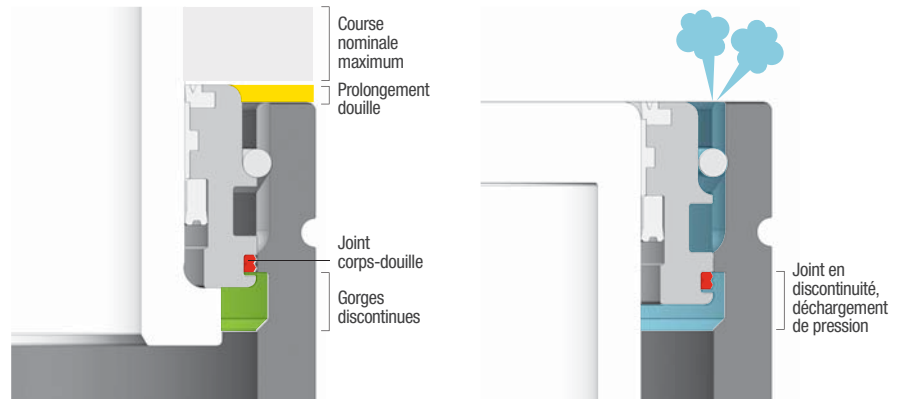 Course
nominale
maximum
Prolongement
douille
Joint
corps-douille
Gorges
discontinues
Joint en
discontinuité,
déchargement
de pression